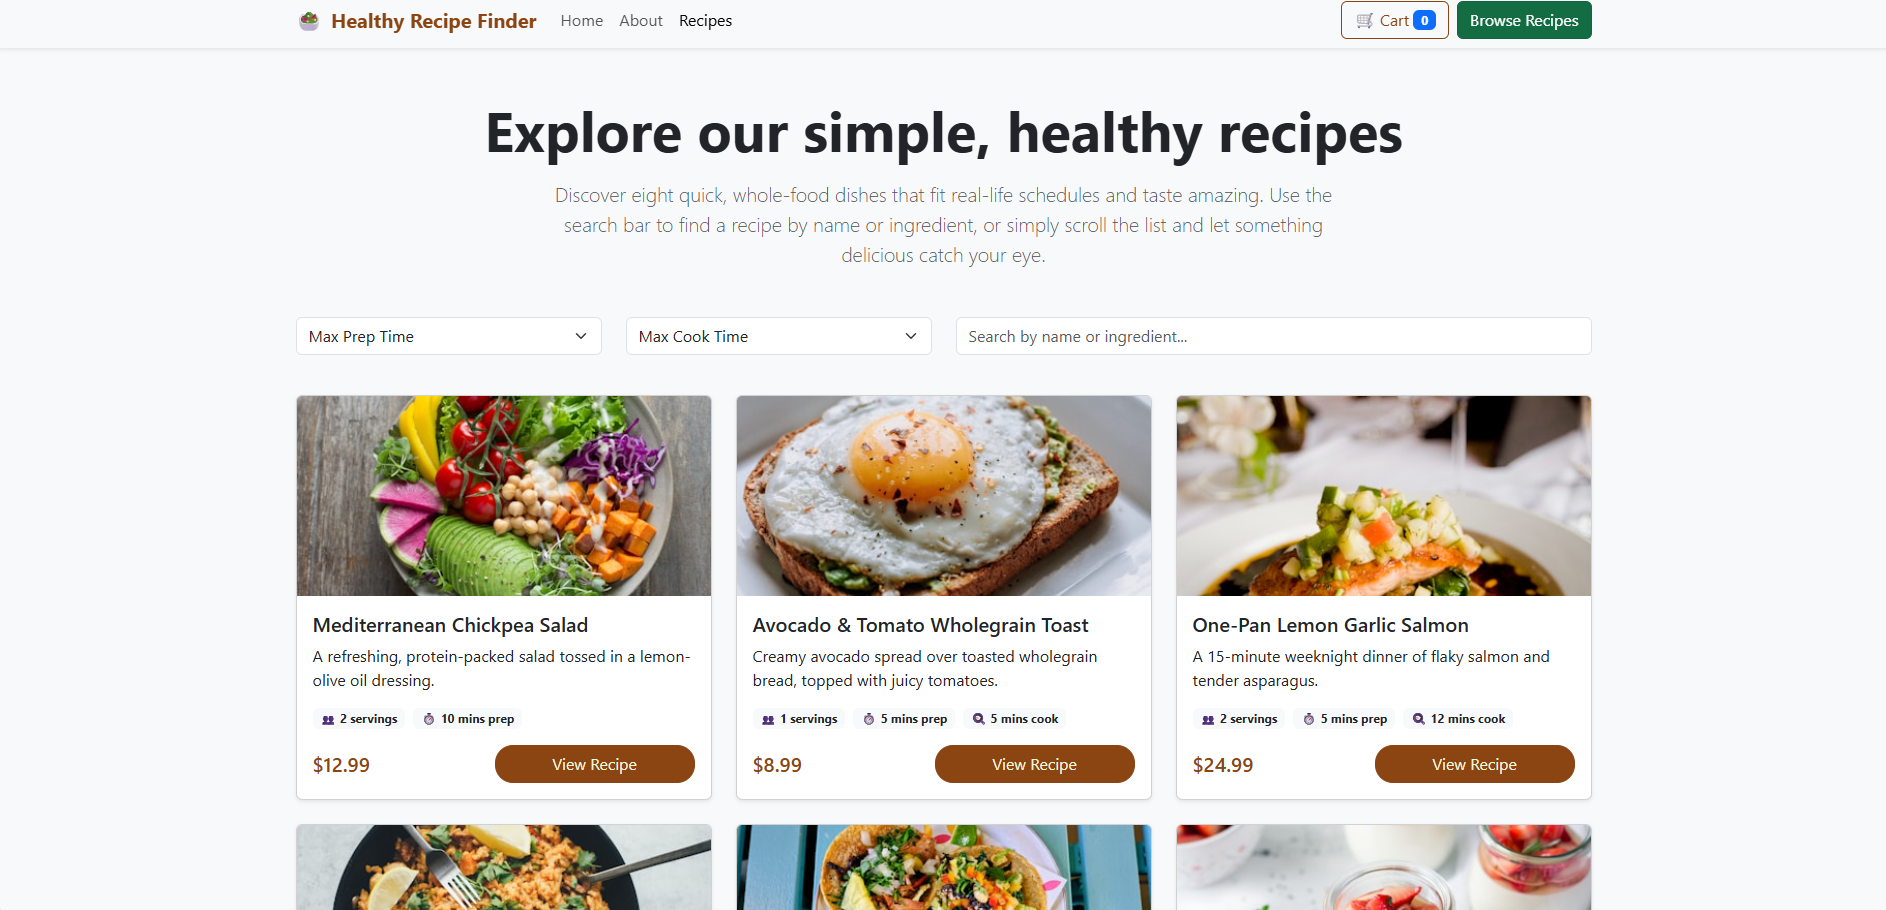 Healthy Recipe Finder
Home
About
Recipes
Cart 0
Browse Recipes
Explore our simple, healthy recipes
Discover eight quick, whole-food dishes that fit real-life schedules and taste amazing. Use the
search bar to find a recipe by name or ingredient, or simply scroll the list and let something
delicious catch your eye.
Max Prep Time
Max Cook Time
Search by name or ingredient...
Mediterranean Chickpea Salad
A refreshing, protein-packed salad tossed in a lemon-
olive oil dressing.
2 servings
10 mins prep
$12.99
View Recipe
Avocado & Tomato Wholegrain Toast
Creamy avocado spread over toasted wholegrain
bread, topped with juicy tomatoes.
1 servings
5 mins prep
5 mins cook
$8.99
View Recipe
One-Pan Lemon Garlic Salmon
A 15-minute weeknight dinner of flaky salmon and
tender asparagus.
2 servings
5 mins prep
12 mins cook
$24.99
View Recipe